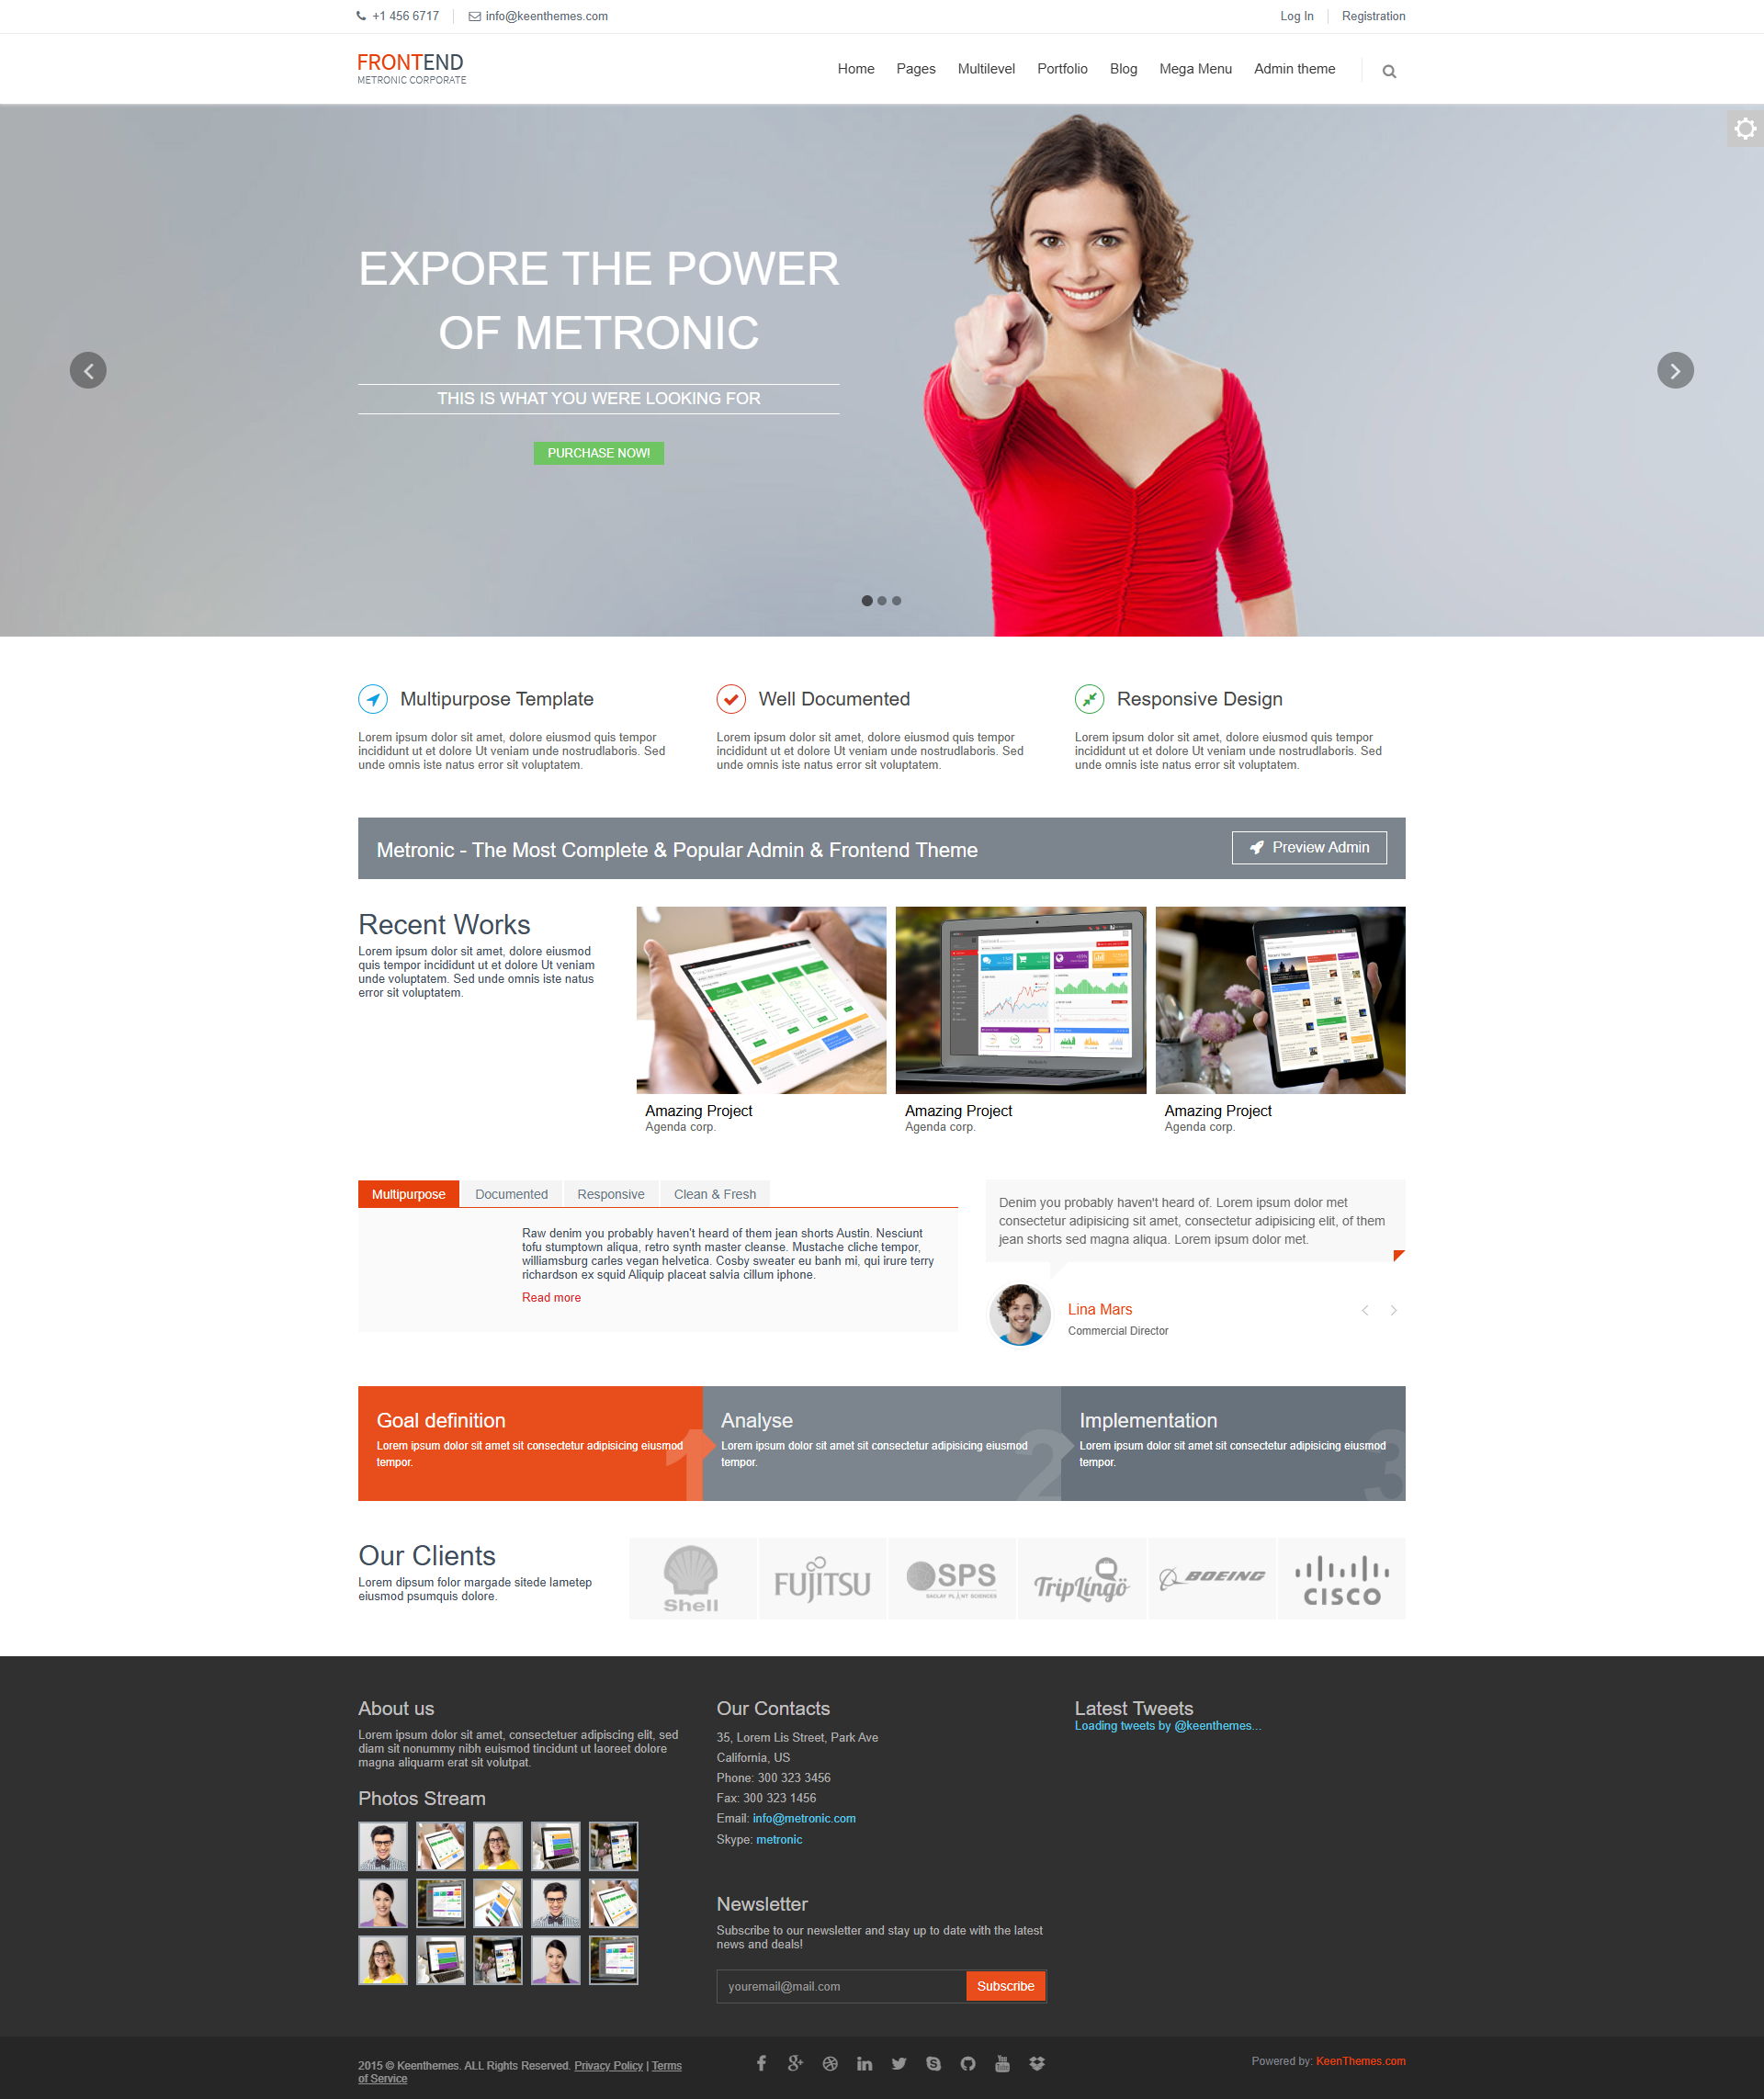 +1 456 6717
info@keenthemes.com
Log In
Registration
FRONTEND
METRONIC CORPORATE
Home
Pages
Multilevel
Portfolio
Blog
Mega Menu
Admin theme
EXPORE THE POWER
OF METRONIC
THIS IS WHAT YOU WERE LOOKING FOR
PURCHASE NOW!
Multipurpose Template
Lorem ipsum dolor sit amet, dolore eiusmod quis tempor
incididunt ut et dolore Ut veniam unde nostrudlaboris. Sed
unde omnis iste natus error sit voluptatem.
Well Documented
Lorem ipsum dolor sit amet, dolore eiusmod quis tempor
incididunt ut et dolore Ut veniam unde nostrudlaboris. Sed
unde omnis iste natus error sit voluptatem.
Responsive Design
Lorem ipsum dolor sit amet, dolore eiusmod quis tempor
incididunt ut et dolore Ut veniam unde nostrudlaboris. Sed
unde omnis iste natus error sit voluptatem.
Metronic - The Most Complete & Popular Admin & Frontend Theme
Preview Admin
Recent Works
Lorem ipsum dolor sit amet, dolore eiusmod
quis tempor incididunt ut et dolore Ut veniam
unde voluptatem. Sed unde omnis iste natus
error sit voluptatem.
Amazing Project
Agenda corp.
Amazing Project
Agenda corp.
Amazing Project
Agenda corp.
Multipurpose
Documented
Responsive
Clean & Fresh
Raw denim you probably haven't heard of them jean shorts Austin. Nesciunt
tofu stumptown aliqua, retro synth master cleanse. Mustache cliche tempor,
williamsburg carles vegan helvetica. Cosby sweater eu banh mi, qui irure terry
richardson ex squid Aliquip placeat salvia cillum iphone.
Read more
Denim you probably haven't heard of. Lorem ipsum dolor met
consectetur adipisicing sit amet, consectetur adipisicing elit, of them
jean shorts sed magna aliqua. Lorem ipsum dolor met.
Lina Mars
Commercial Director
Goal definition
Lorem ipsum dolor sit amet sit consectetur adipisicing eiusmod
tempor.
1
Analyse
Lorem ipsum dolor sit amet sit consectetur adipisicing eiusmod
tempor.
2
Implementation
Lorem ipsum dolor sit amet sit consectetur adipisicing eiusmod
tempor.
3
Our Clients
Lorem dipsum folor margade sitede lametep
eiusmod psumquis dolore.
Shell
FUJITSU
SPS
SACLAY PLANT SCIENCES
TripLingö
BOEING
CISCO
About us
Lorem ipsum dolor sit amet, consectetuer adipiscing elit, sed
diam sit nonummy nibh euismod tincidunt ut laoreet dolore
magna aliquarm erat sit volutpat.
Photos Stream
Our Contacts
35, Lorem Lis Street, Park Ave
California, US
Phone: 300 323 3456
Fax: 300 323 1456
Email: info@metronic.com
Skype: metronic
Newsletter
Subscribe to our newsletter and stay up to date with the latest
news and deals!
youremail@mail.com
Subscribe
Latest Tweets
Loading tweets by @keenthemes...
2015 © Keenthemes. ALL Rights Reserved. Privacy Policy | Terms
of Service
Powered by: KeenThemes.com